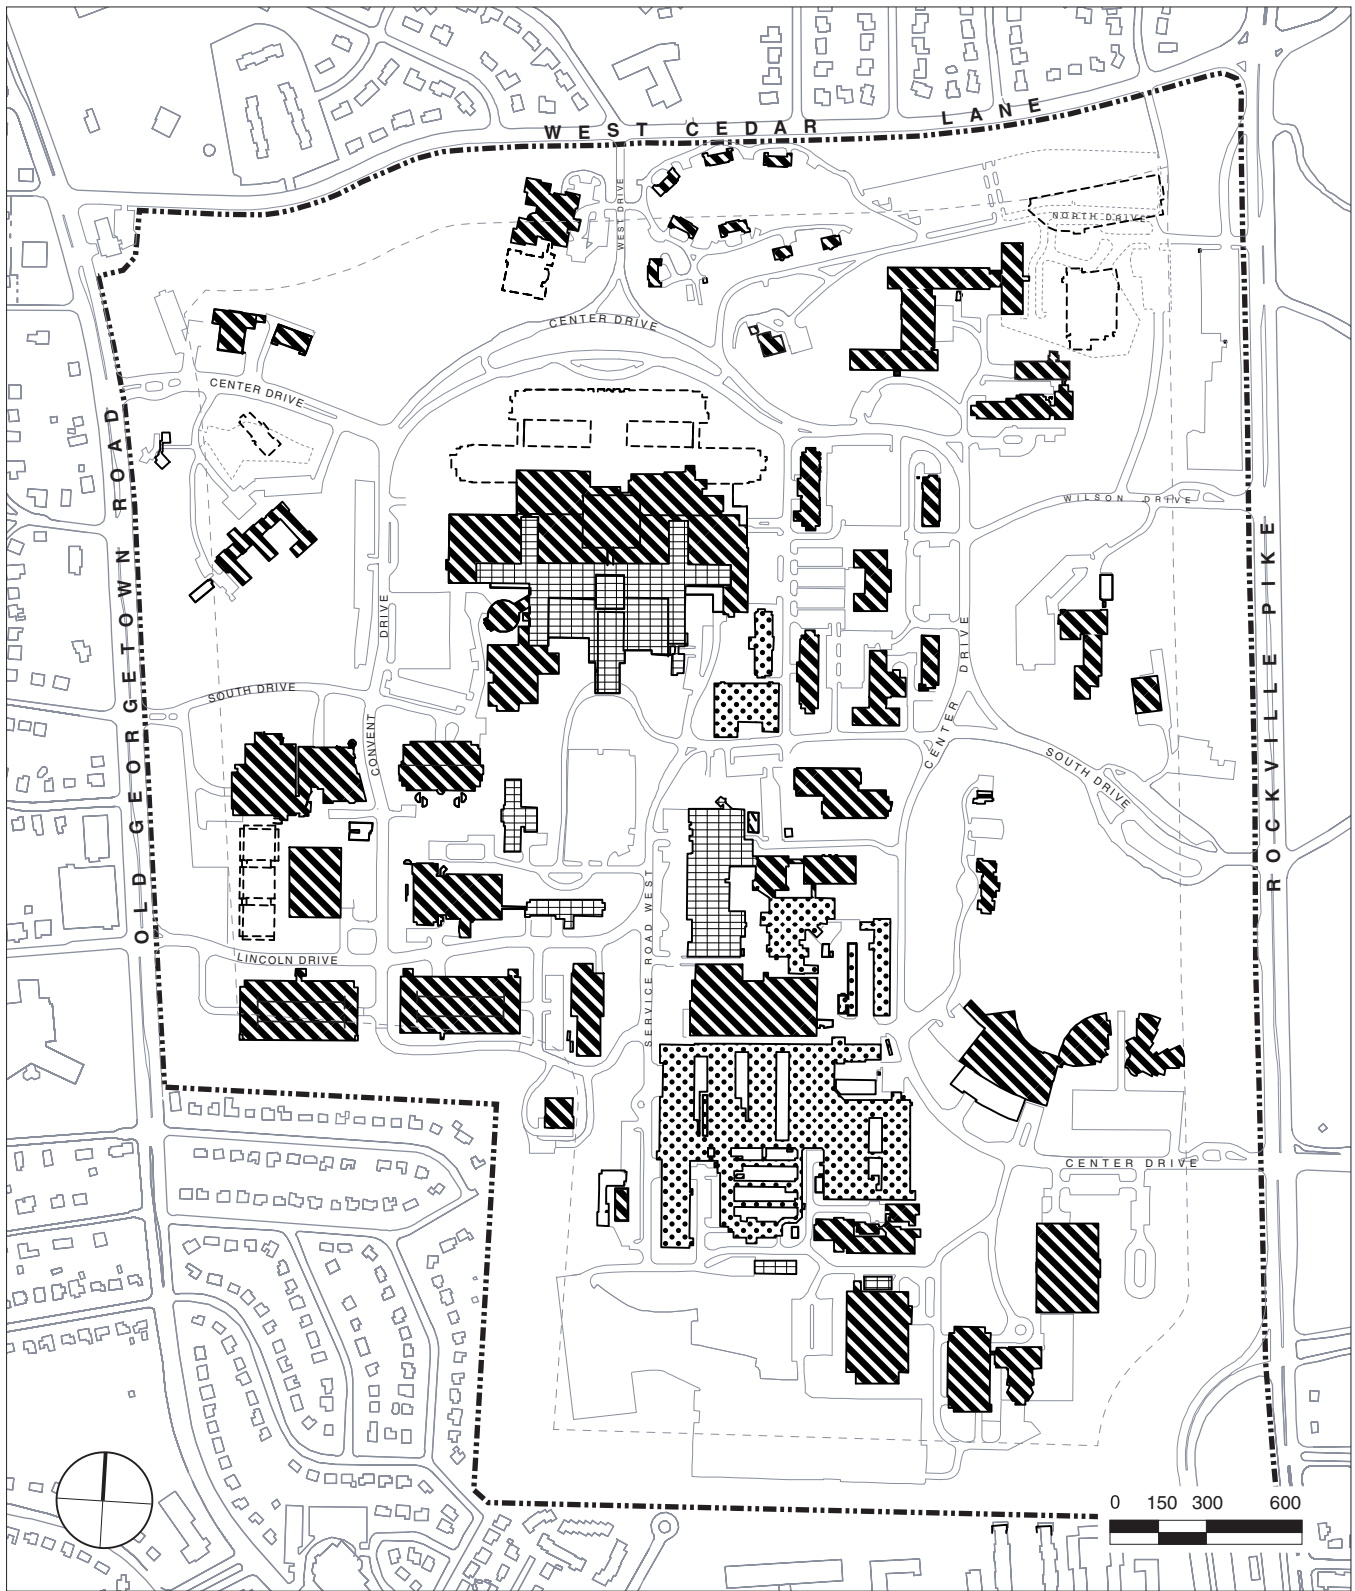 WEST CEDAR LANE
WEST DRIVE
NORTH DRIVE
CENTER DRIVE
CENTER DRIVE
OLD GEORGETOWN ROAD
WILSON DRIVE
ROCKVILLE PIKE
DRIVE
CONVENT
SOUTH DRIVE
CENTER DRIVE
SOUTH DRIVE
SERVICE ROAD WEST
LINCOLN DRIVE
CENTER DRIVE
0 150 300 600